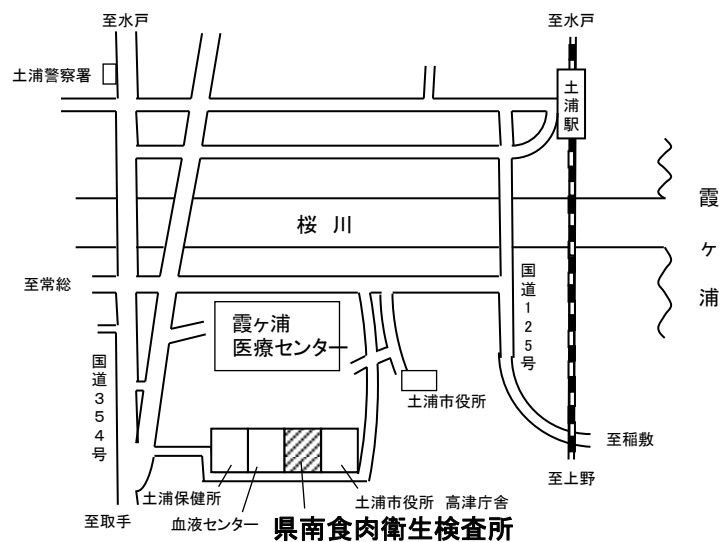 至水戸
至水戸
土浦警察署
土浦駅
霞ヶ浦
桜川
至常総
国道125号
霞ヶ浦
医療センター
国道354号
土浦市役所
至稲敷
至上野
土浦保健所
土浦市役所 高津庁舎
至取手
血液センター
県南食肉衛生検査所